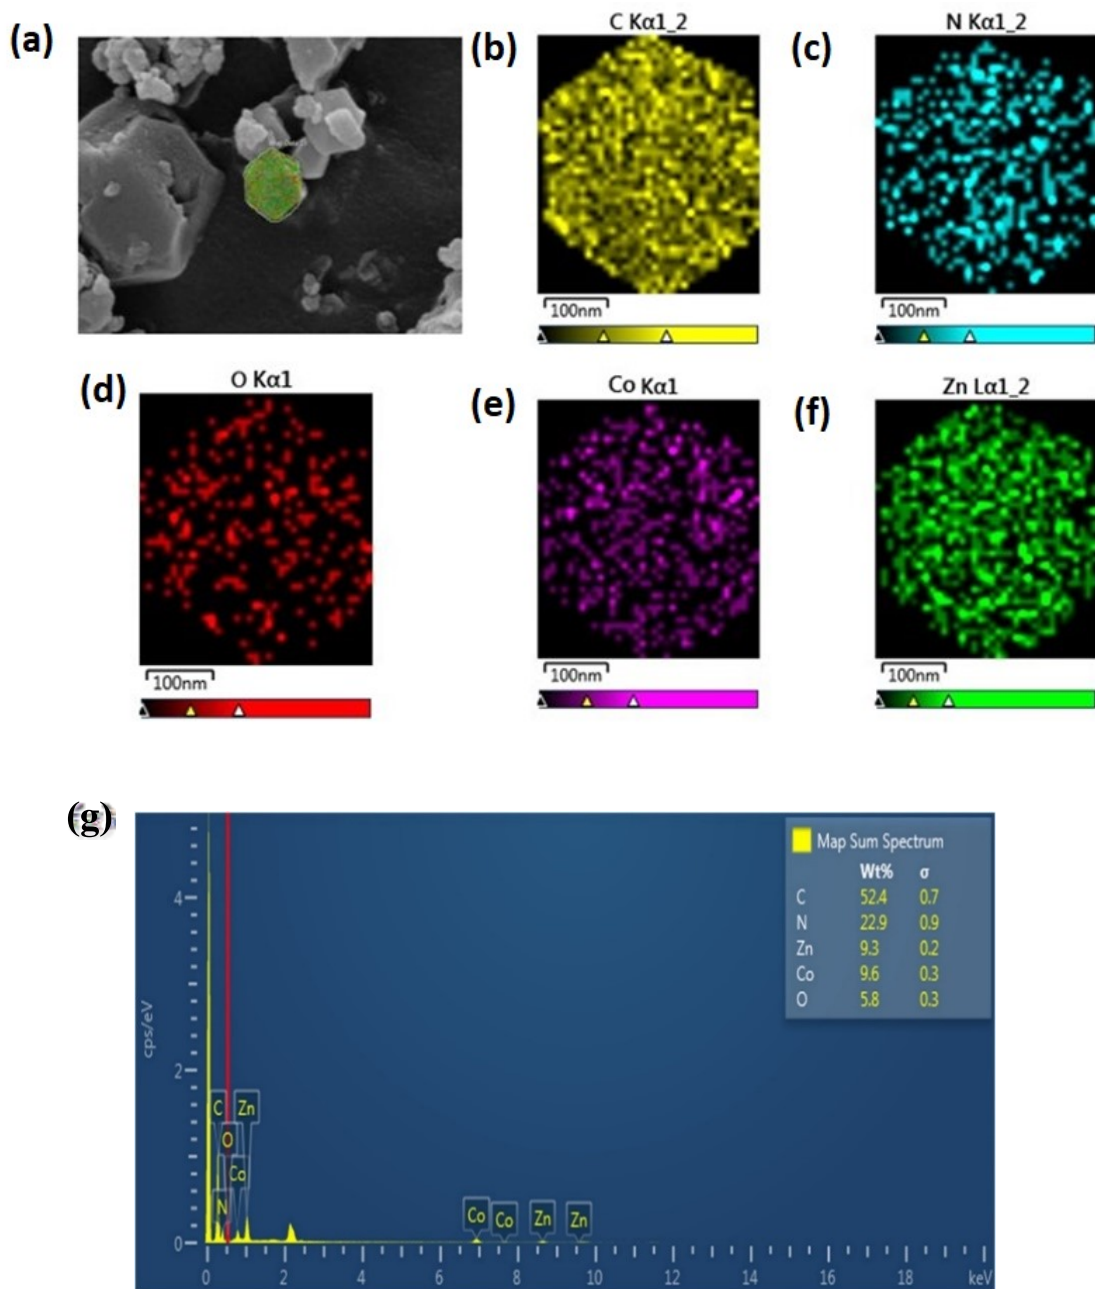 (a)
(b)
C Kα1_2
100nm
(c)
N Kα1_2
100nm
(d)
O Kα1
100nm
(e)
Co Kα1
100nm
(f)
Zn Lα1_2
100nm
(g)
Map Sum Spectrum
Wt% σ
C 52.4 0.7
N 22.9 0.9
Zn 9.3 0.2
Co 9.6 0.3
O 5.8 0.3
cps/eV
4
2
0
C Zn
O
Co
N
Co Co Zn Zn
0 2 4 6 8 10 12 14 16 18 keV